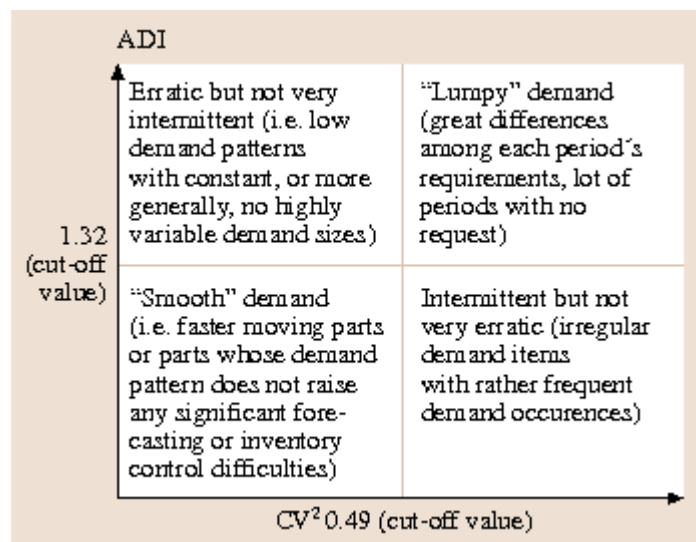 ADI
Erratic but not very
intermittent (i.e. low
demand patterns
with constant, or more
generally, no highly
variable demand sizes)
“Lumpy” demand
(great differences
among each period´s
requirements, lot of
periods with no
request)
1.32
(cut-off
value)
“Smooth” demand
(i.e. faster moving parts
or parts whose demand
pattern does not raise
any significant fore-
casting or inventory
control difficulties)
Intermittent but not
very erratic (irregular
demand items
with rather frequent
demand occurences)
CV² 0.49 (cut-off value)